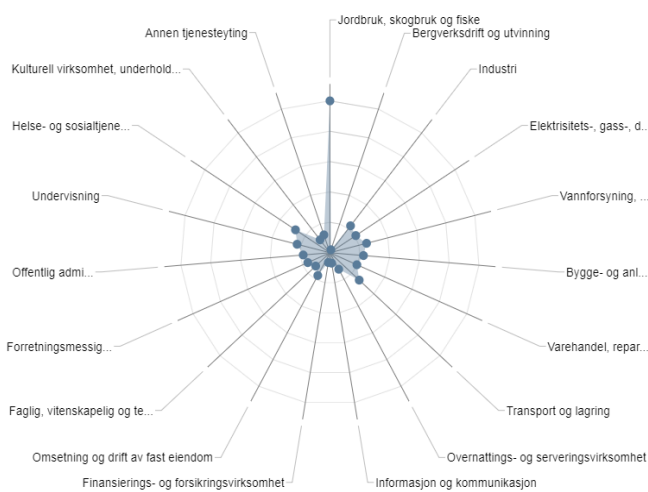 Jordbruk, skogbruk og fiske
Bergverksdrift og utvinning
Industri
Elektrisitets-, gass-, d...
Vannforsyning, ...
Bygge- og anl...
Varehandel, repar...
Transport og lagring
Overnattings- og serveringsvirksomhet
Informasjon og kommunikasjon
Finansierings- og forsikringsvirksomhet
Omsetning og drift av fast eiendom
Faglig, vitenskapelig og te...
Forretningsmessig...
Offentlig admi...
Undervisning
Helse- og sosialtjene...
Kulturell virksomhet, underhold...
Annen tjenesteyting